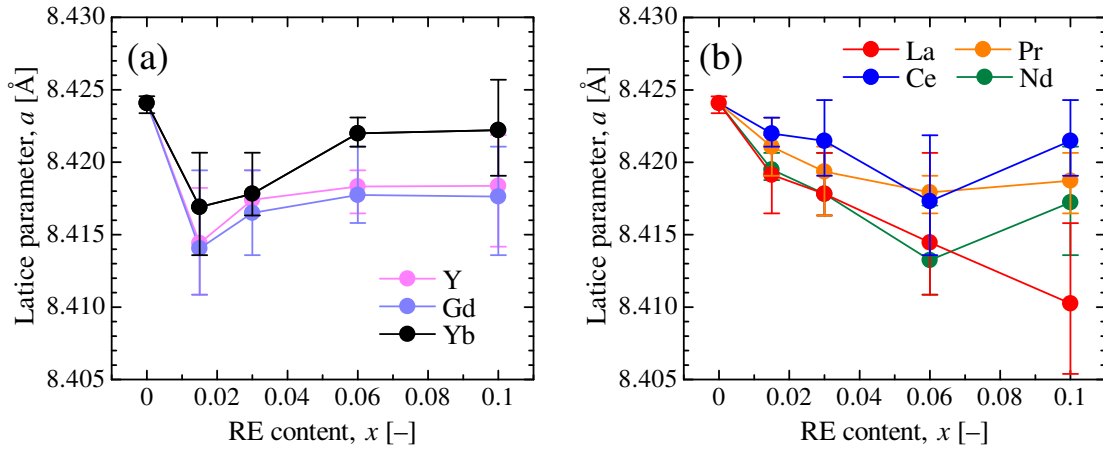 (a)
Latice parameter, a [Å]
8.430
8.425
8.420
8.415
8.410
8.405
0 0.02 0.04 0.06 0.08 0.1
RE content, x [–]
Y
Gd
Yb
(b)
Latice parameter, a [Å]
8.430
8.425
8.420
8.415
8.410
8.405
0 0.02 0.04 0.06 0.08 0.1
RE content, x [–]
La Pr
Ce Nd